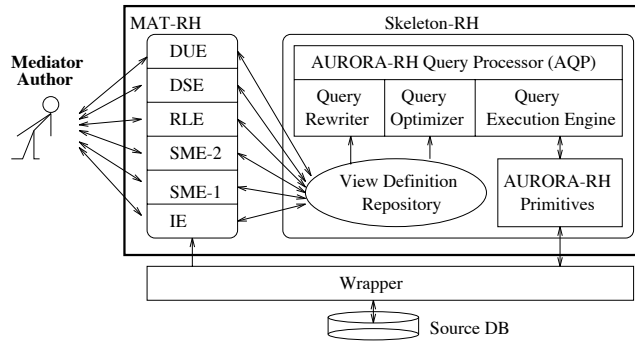 MAT-RH
Skeleton-RH
Mediator
Author
DUE
DSE
RLE
SME-2
SME-1
IE
AURORA-RH Query Processor (AQP)
Query
Rewriter
Query
Optimizer
Query
Execution Engine
View Definition
Repository
AURORA-RH
Primitives
Wrapper
Source DB